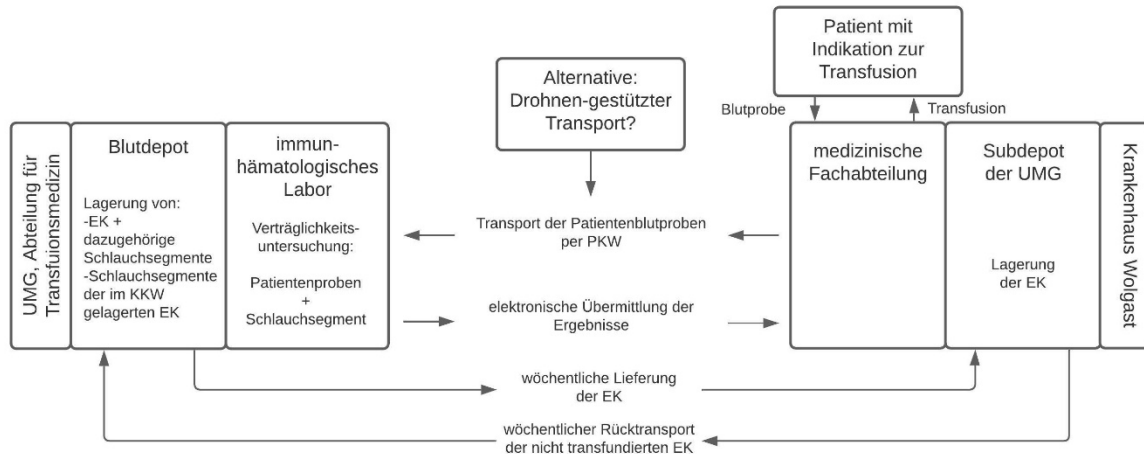 Patient mit
Indikation zur
Transfusion
Alternative:
Drohnen-gestützter
Transport?
Blutprobe
Transfusion
UMG, Abteilung für
Transfuionsmedizin
Blutdepot
Lagerung von:
-EK +
dazugehörige
Schlauchsegmente
-Schlauchsegmente
der im KKW
gelagerten EK
immun-
hämatologisches
Labor
Verträglichkeits-
untersuchung:
Patientenproben
+
Schlauchsegment
Transport der Patientenblutproben
per PKW
elektronische Übermittlung der
Ergebnisse
medizinische
Fachabteilung
Subdepot
der UMG
Lagerung
der EK
Krankenhaus Wolgast
wöchentliche Lieferung
der EK
wöchentlicher Rücktransport
der nicht transfundierten EK